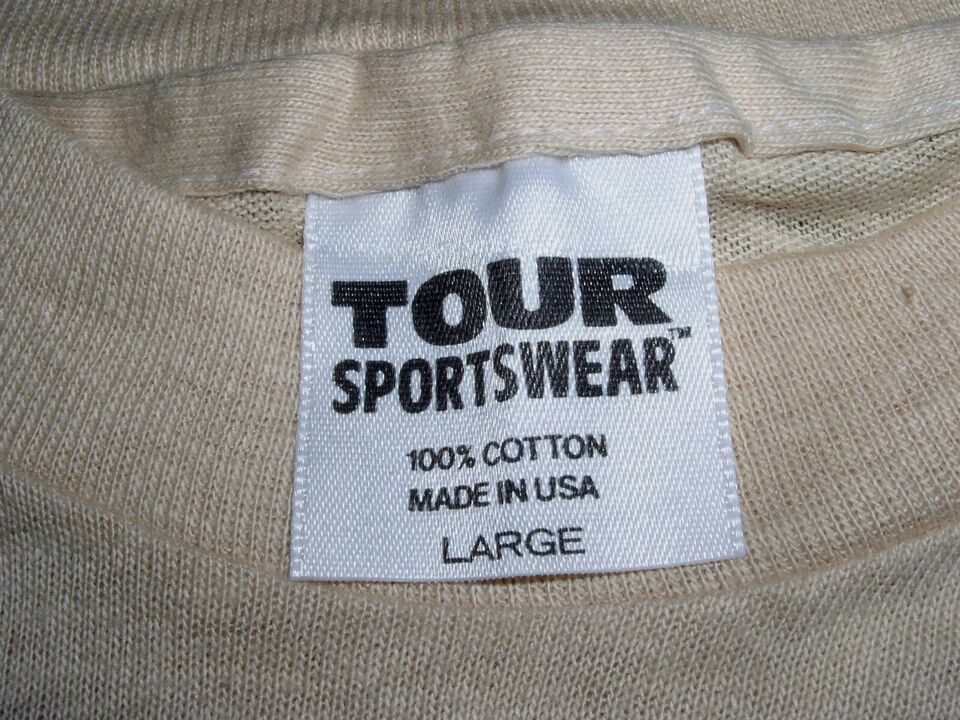 TOUR
SPORTSWEAR™
100% COTTON
MADE IN USA
LARGE